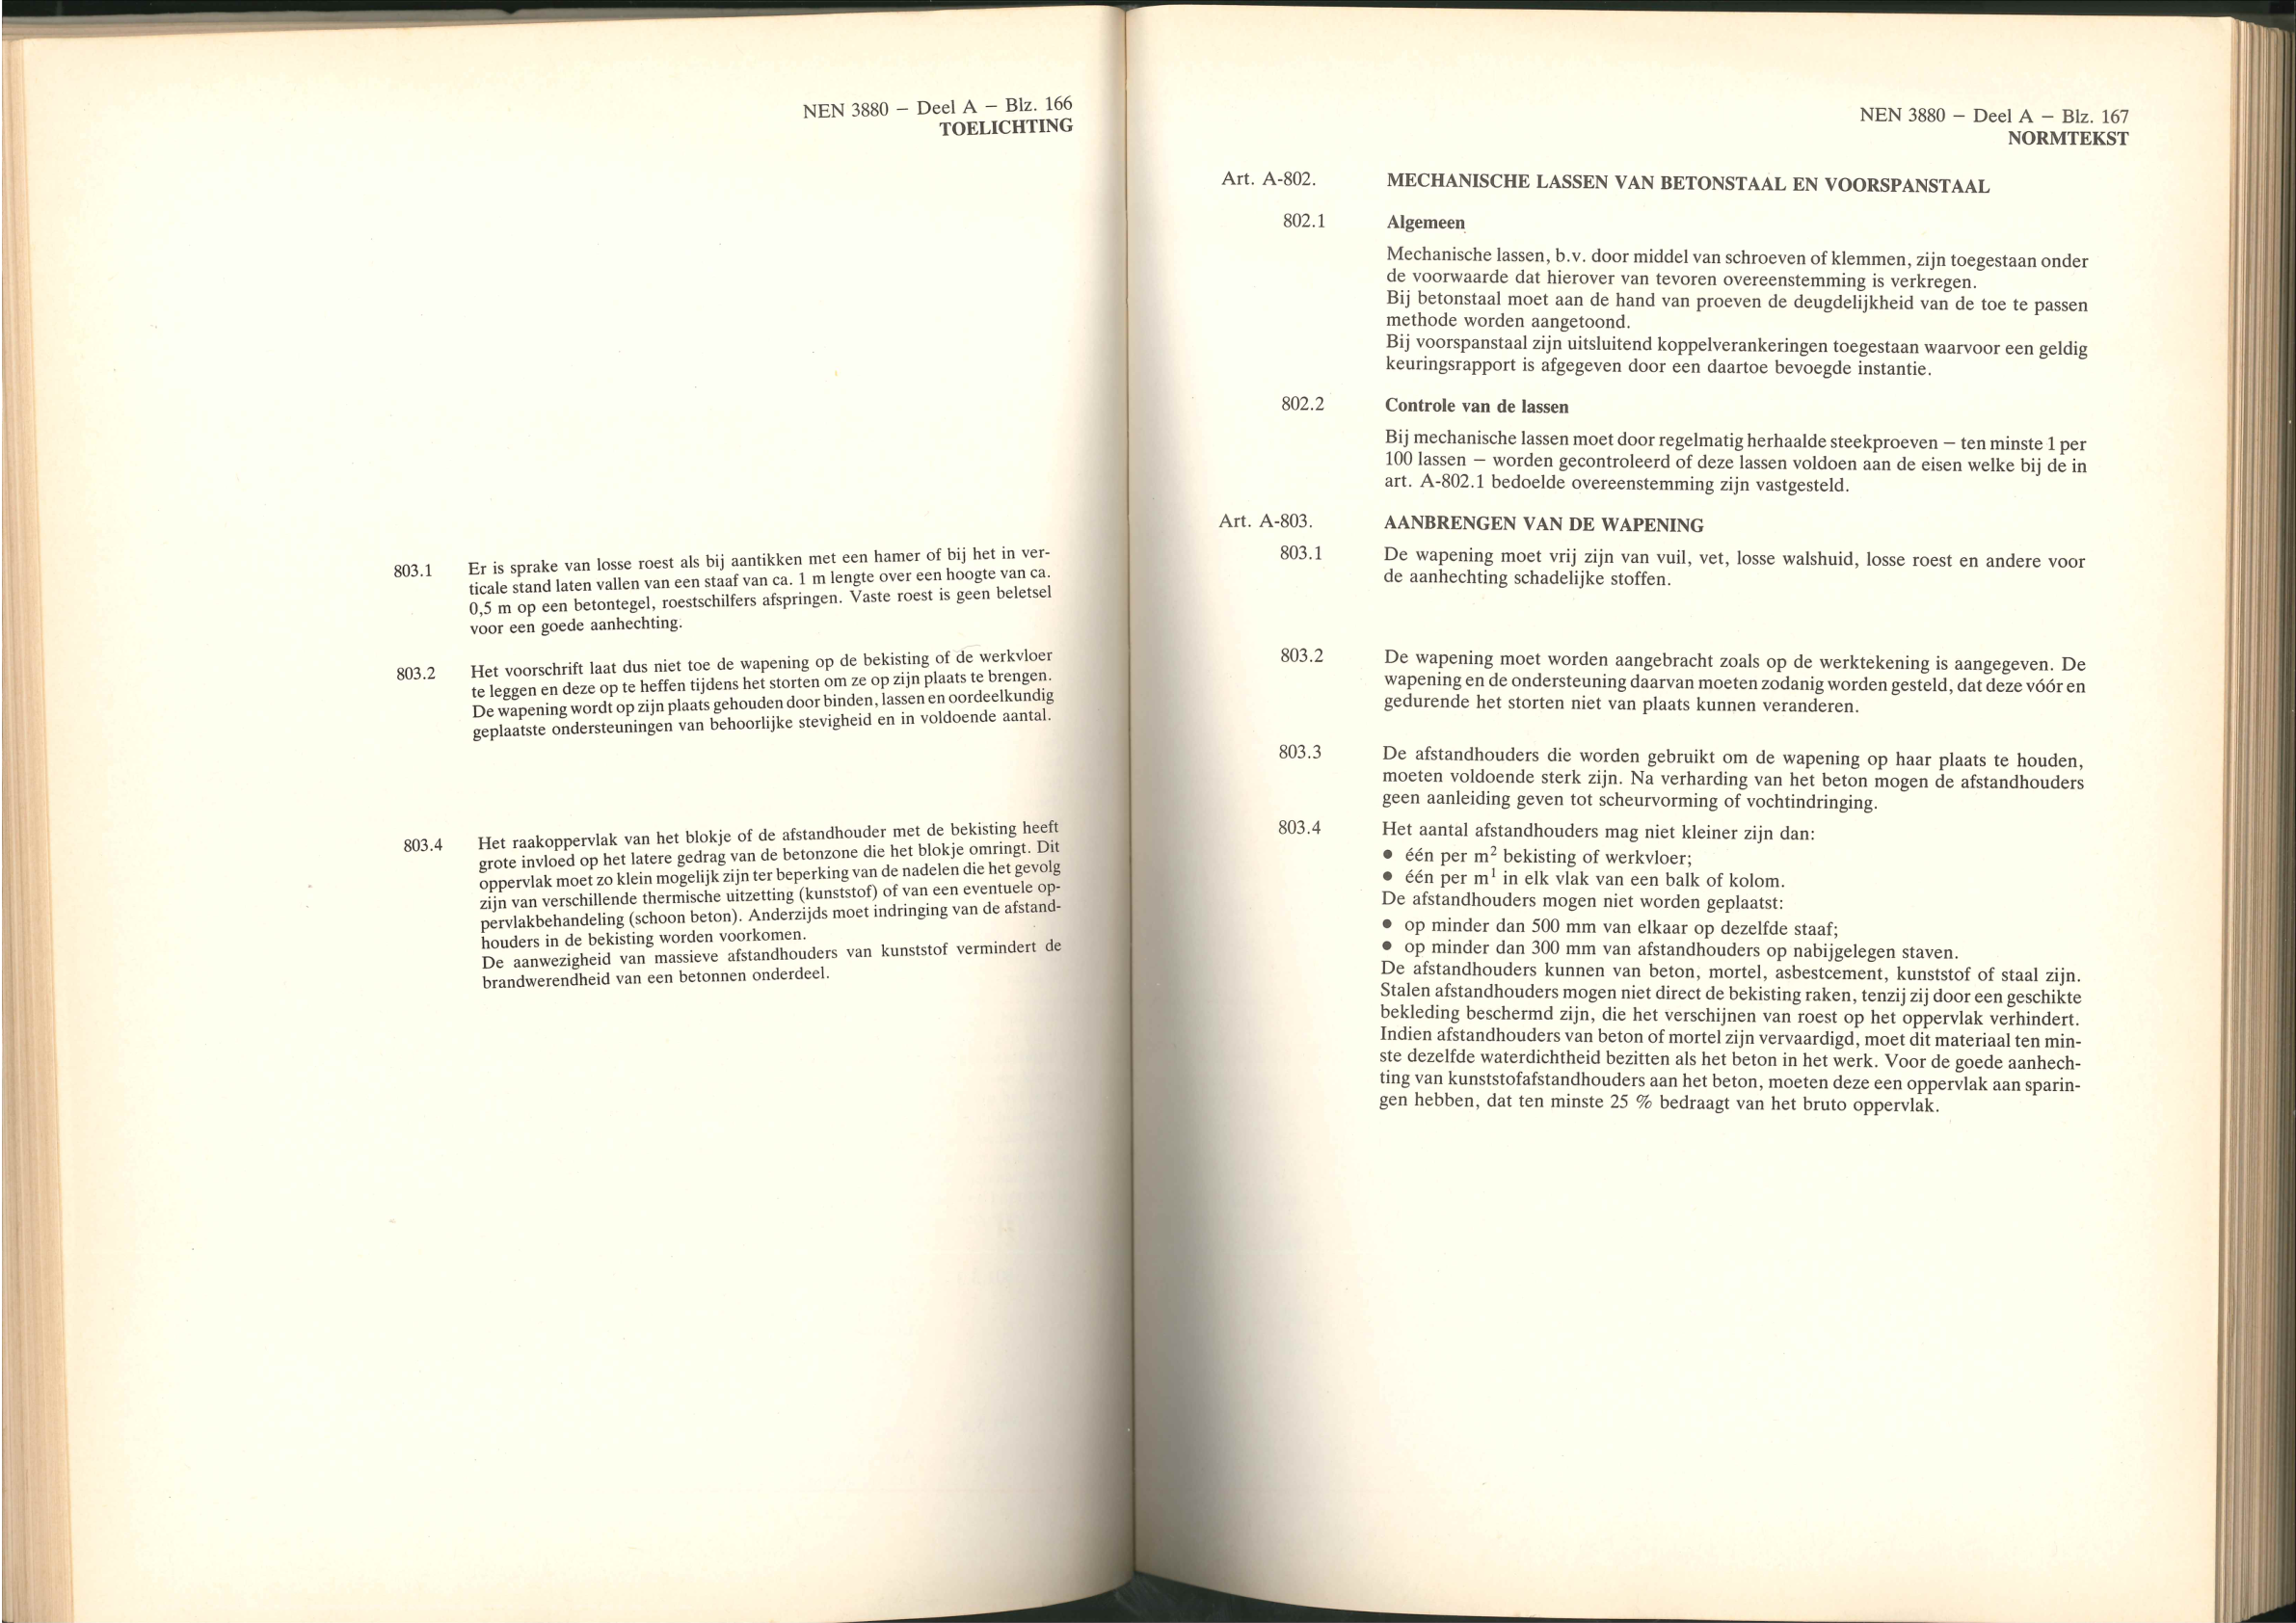 NEN 3880 — Deel A — Blz. 166
TOELICHTING
803.1 Er is sprake van losse roest als bij aantikken met een hamer of bij het in ver-
ticale stand laten vallen van een staaf van ca. 1 m lengte over een hoogte van ca.
0,5 m op een betontegel, roestschilfers afspringen. Vaste roest is geen beletsel
voor een goede aanhechting.
803.2 Het voorschrift laat dus niet toe de wapening op de bekisting of de werkvloer
te leggen en deze op te heffen tijdens het storten om ze op zijn plaats te brengen.
De wapening wordt op zijn plaats gehouden door binden, lassen en oordeelkundig
geplaatste ondersteuningen van behoorlijke stevigheid en in voldoende aantal.
803.4 Het raakoppervlak van het blokje of de afstandhouder met de bekisting heeft
grote invloed op het latere gedrag van de betonzone die het blokje omringt. Dit
oppervlak moet zo klein mogelijk zijn ter beperking van de nadelen die het gevolg
zijn van verschillende thermische uitzetting (kunststof) of van een eventuele op-
pervlakbehandeling (schoon beton). Anderzijds moet indringing van de afstand-
houders in de bekisting worden voorkomen.
De aanwezigheid van massieve afstandhouders van kunststof vermindert de
brandwerendheid van een betonnen onderdeel.
NEN 3880 — Deel A — Blz. 167
NORMTEKST
Art. A-802. MECHANISCHE LASSEN VAN BETONSTAAL EN VOORSPANSTAAL
802.1 Algemeen
Mechanische lassen, b.v. door middel van schroeven of klemmen, zijn toegestaan onder
de voorwaarde dat hierover van tevoren overeenstemming is verkregen.
Bij betonstaal moet aan de hand van proeven de deugdelijkheid van de toe te passen
methode worden aangetoond.
Bij voorspanstaal zijn uitsluitend koppelverankeringen toegestaan waarvoor een geldig
keuringsrapport is afgegeven door een daartoe bevoegde instantie.
802.2 Controle van de lassen
Bij mechanische lassen moet door regelmatig herhaalde steekproeven — ten minste 1 per
100 lassen — worden gecontroleerd of deze lassen voldoen aan de eisen welke bij de in
art. A-802.1 bedoelde overeenstemming zijn vastgesteld.
Art. A-803. AANBRENGEN VAN DE WAPENING
803.1 De wapening moet vrij zijn van vuil, vet, losse walshuid, losse roest en andere voor
de aanhechting schadelijke stoffen.
803.2 De wapening moet worden aangebracht zoals op de werktekening is aangegeven. De
wapening en de ondersteuning daarvan moeten zodanig worden gesteld, dat deze vóór en
gedurende het storten niet van plaats kunnen veranderen.
803.3 De afstandhouders die worden gebruikt om de wapening op haar plaats te houden,
moeten voldoende sterk zijn. Na verharding van het beton mogen de afstandhouders
geen aanleiding geven tot scheurvorming of vochtindringing.
803.4 Het aantal afstandhouders mag niet kleiner zijn dan:
● één per m² bekisting of werkvloer;
● één per m¹ in elk vlak van een balk of kolom.
De afstandhouders mogen niet worden geplaatst:
● op minder dan 500 mm van elkaar op dezelfde staaf;
● op minder dan 300 mm van afstandhouders op nabijgelegen staven.
De afstandhouders kunnen van beton, mortel, asbestcement, kunststof of staal zijn.
Stalen afstandhouders mogen niet direct de bekisting raken, tenzij zij door een geschikte
bekleding beschermd zijn, die het verschijnen van roest op het oppervlak verhindert.
Indien afstandhouders van beton of mortel zijn vervaardigd, moet dit materiaal ten min-
ste dezelfde waterdichtheid bezitten als het beton in het werk. Voor de goede aanhech-
ting van kunststofafstandhouders aan het beton, moeten deze een oppervlak aan sparin-
gen hebben, dat ten minste 25 % bedraagt van het bruto oppervlak.